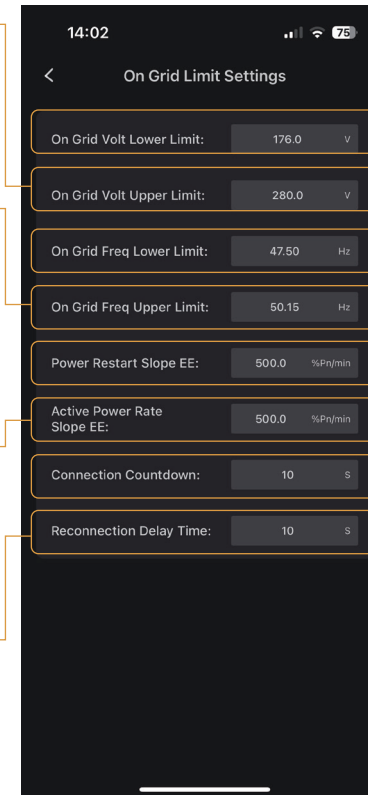 14:02
75
On Grid Limit Settings
On Grid Volt Lower Limit: 176.0 V
On Grid Volt Upper Limit: 280.0 V
On Grid Freq Lower Limit: 47.50 Hz
On Grid Freq Upper Limit: 50.15 Hz
Power Restart Slope EE: 500.0 %Pn/min
Active Power Rate
Slope EE: 500.0 %Pn/min
Connection Countdown: 10 S
Reconnection Delay Time: 10 S